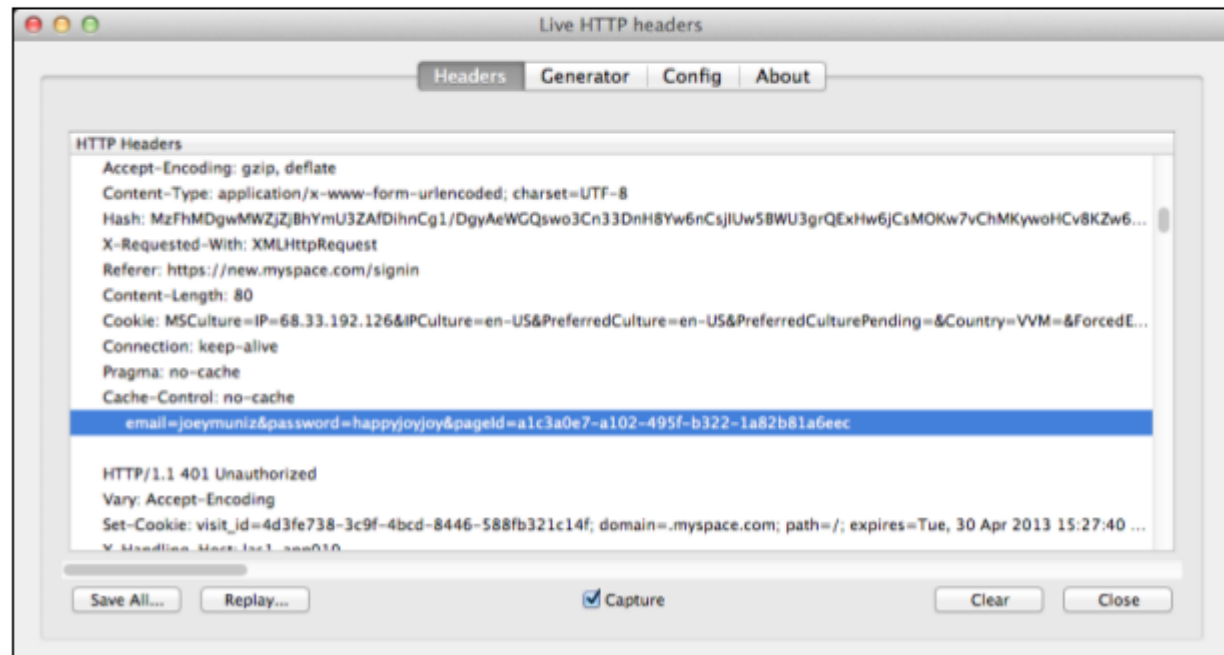 Live HTTP headers
Headers Generator Config About
HTTP Headers
Accept-Encoding: gzip, deflate
Content-Type: application/x-www-form-urlencoded; charset=UTF-8
Hash:
X-Requested-With: XMLHttpRequest
Referer: https://new.myspace.com/signin
Content-Length: 80
Cookie: MSCulture=IP=68.33.192.126&IPCulture=en-US&PreferredCulture=en-US&PreferredCulturePending=&Country=VVM=&ForcedE...
Connection: keep-alive
Pragma: no-cache
Cache-Control: no-cache
email=joeymuniz&password=happyjoyjoy&pageId=a1c3a0e7-a102-495f-b322-1a82b81a6eec
HTTP/1.1 401 Unauthorized
Vary: Accept-Encoding
Set-Cookie: visit_id=4d3fe738-3c9f-4bcd-8446-588fb321c14f; domain=.myspace.com; path=/; expires=Tue, 30 Apr 2013 15:27:40 ...
Save All... Replay... Capture Clear Close